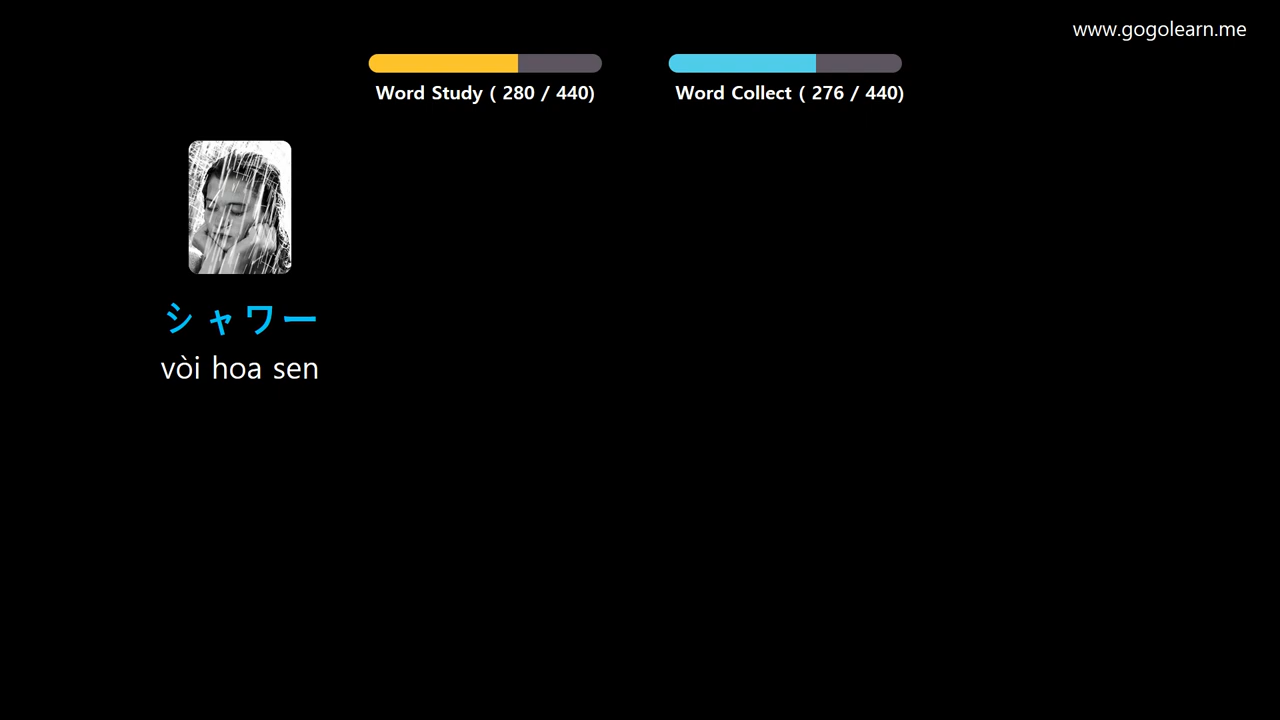 www.gogolearn.me
Word Study ( 280 / 440)
Word Collect ( 276 / 440)
シャワー
vòi hoa sen